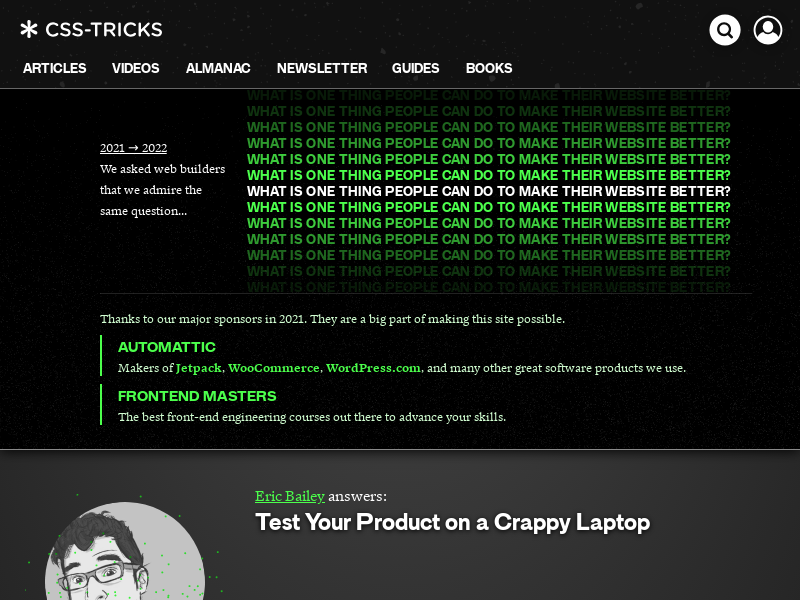 CSS-TRICKS
ARTICLES VIDEOS ALMANAC NEWSLETTER GUIDES BOOKS
2021 → 2022
We asked web builders
that we admire the
same question...
WHAT IS ONE THING PEOPLE CAN DO TO MAKE THEIR WEBSITE BETTER?
WHAT IS ONE THING PEOPLE CAN DO TO MAKE THEIR WEBSITE BETTER?
WHAT IS ONE THING PEOPLE CAN DO TO MAKE THEIR WEBSITE BETTER?
WHAT IS ONE THING PEOPLE CAN DO TO MAKE THEIR WEBSITE BETTER?
WHAT IS ONE THING PEOPLE CAN DO TO MAKE THEIR WEBSITE BETTER?
WHAT IS ONE THING PEOPLE CAN DO TO MAKE THEIR WEBSITE BETTER?
WHAT IS ONE THING PEOPLE CAN DO TO MAKE THEIR WEBSITE BETTER?
WHAT IS ONE THING PEOPLE CAN DO TO MAKE THEIR WEBSITE BETTER?
WHAT IS ONE THING PEOPLE CAN DO TO MAKE THEIR WEBSITE BETTER?
WHAT IS ONE THING PEOPLE CAN DO TO MAKE THEIR WEBSITE BETTER?
WHAT IS ONE THING PEOPLE CAN DO TO MAKE THEIR WEBSITE BETTER?
WHAT IS ONE THING PEOPLE CAN DO TO MAKE THEIR WEBSITE BETTER?
WHAT IS ONE THING PEOPLE CAN DO TO MAKE THEIR WEBSITE BETTER?
Thanks to our major sponsors in 2021. They are a big part of making this site possible.
AUTOMATTIC
Makers of Jetpack, WooCommerce, WordPress.com, and many other great software products we use.
FRONTEND MASTERS
The best front-end engineering courses out there to advance your skills.
Eric Bailey answers:
Test Your Product on a Crappy Laptop